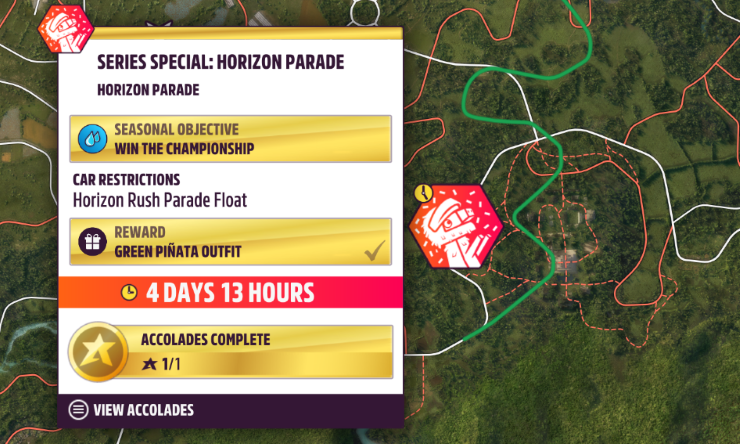 SERIES SPECIAL: HORIZON PARADE
HORIZON PARADE
SEASONAL OBJECTIVE
WIN THE CHAMPIONSHIP
CAR RESTRICTIONS
Horizon Rush Parade Float
REWARD
GREEN PIÑATA OUTFIT
4 DAYS 13 HOURS
ACCOLADES COMPLETE
1/1
VIEW ACCOLADES